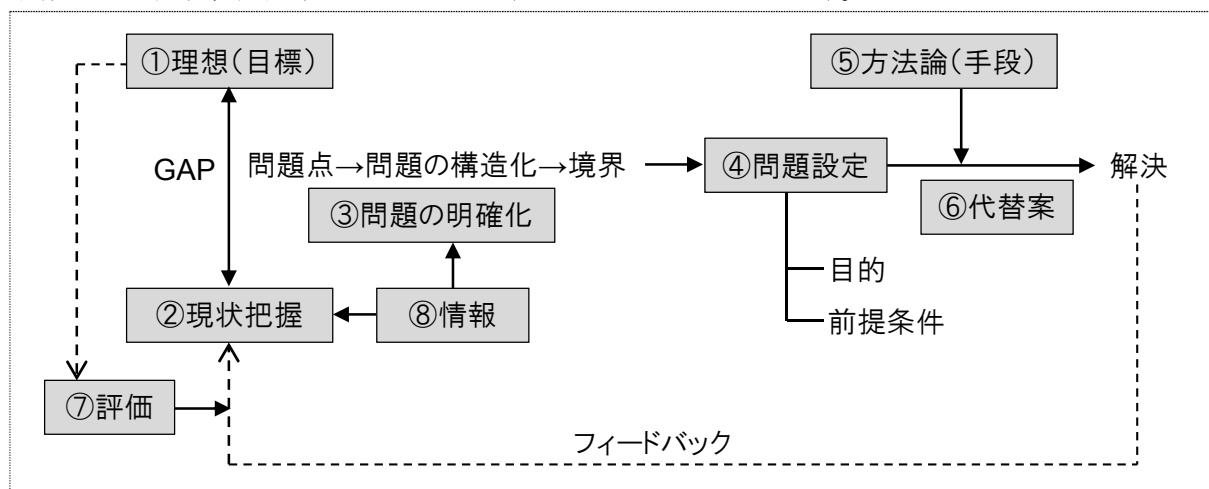 ①理想(目標)
⑤方法論(手段)
GAP
問題点→問題の構造化→境界
④問題設定
解決
③問題の明確化
⑥代替案
目的
②現状把握
⑧情報
前提条件
⑦評価
フィードバック